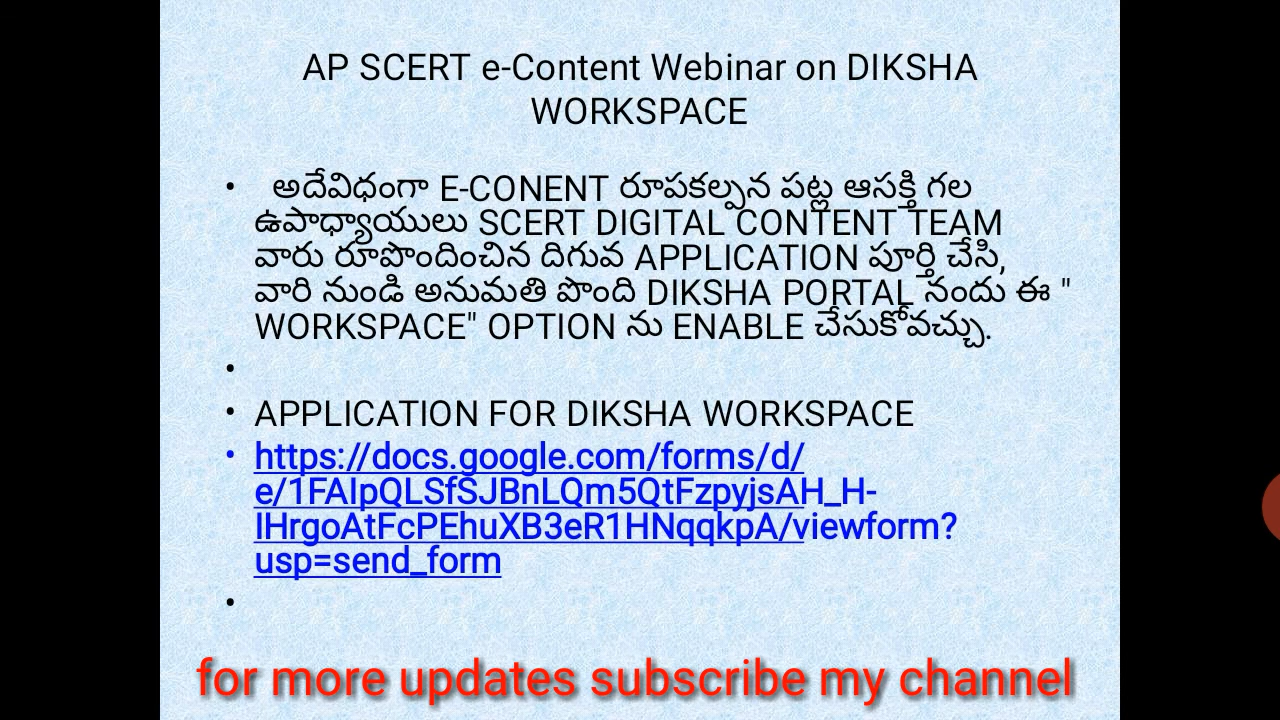 AP SCERT e-Content Webinar on DIKSHA
WORKSPACE
• అదేవిధంగా E-CONENT రూపకల్పన పట్ల ఆసక్తి గల
ఉపాధ్యాయులు SCERT DIGITAL CONTENT TEAM
వారు రూపొందించిన దిగువ APPLICATION పూర్తి చేసి,
వారి నుండి అనుమతి పొంది DIKSHA PORTAL నందు ఈ "
WORKSPACE" OPTION ను ENABLE చేసుకోవచ్చు.
•
• APPLICATION FOR DIKSHA WORKSPACE
• https://docs.google.com/forms/d/
e/1FAIpQLSfSJBnLQm5QtFzpyjsAH_H-
IHrgoAtFcPEhuXB3eR1HNqqkpA/viewform?
usp=send_form
•
for more updates subscribe my channel